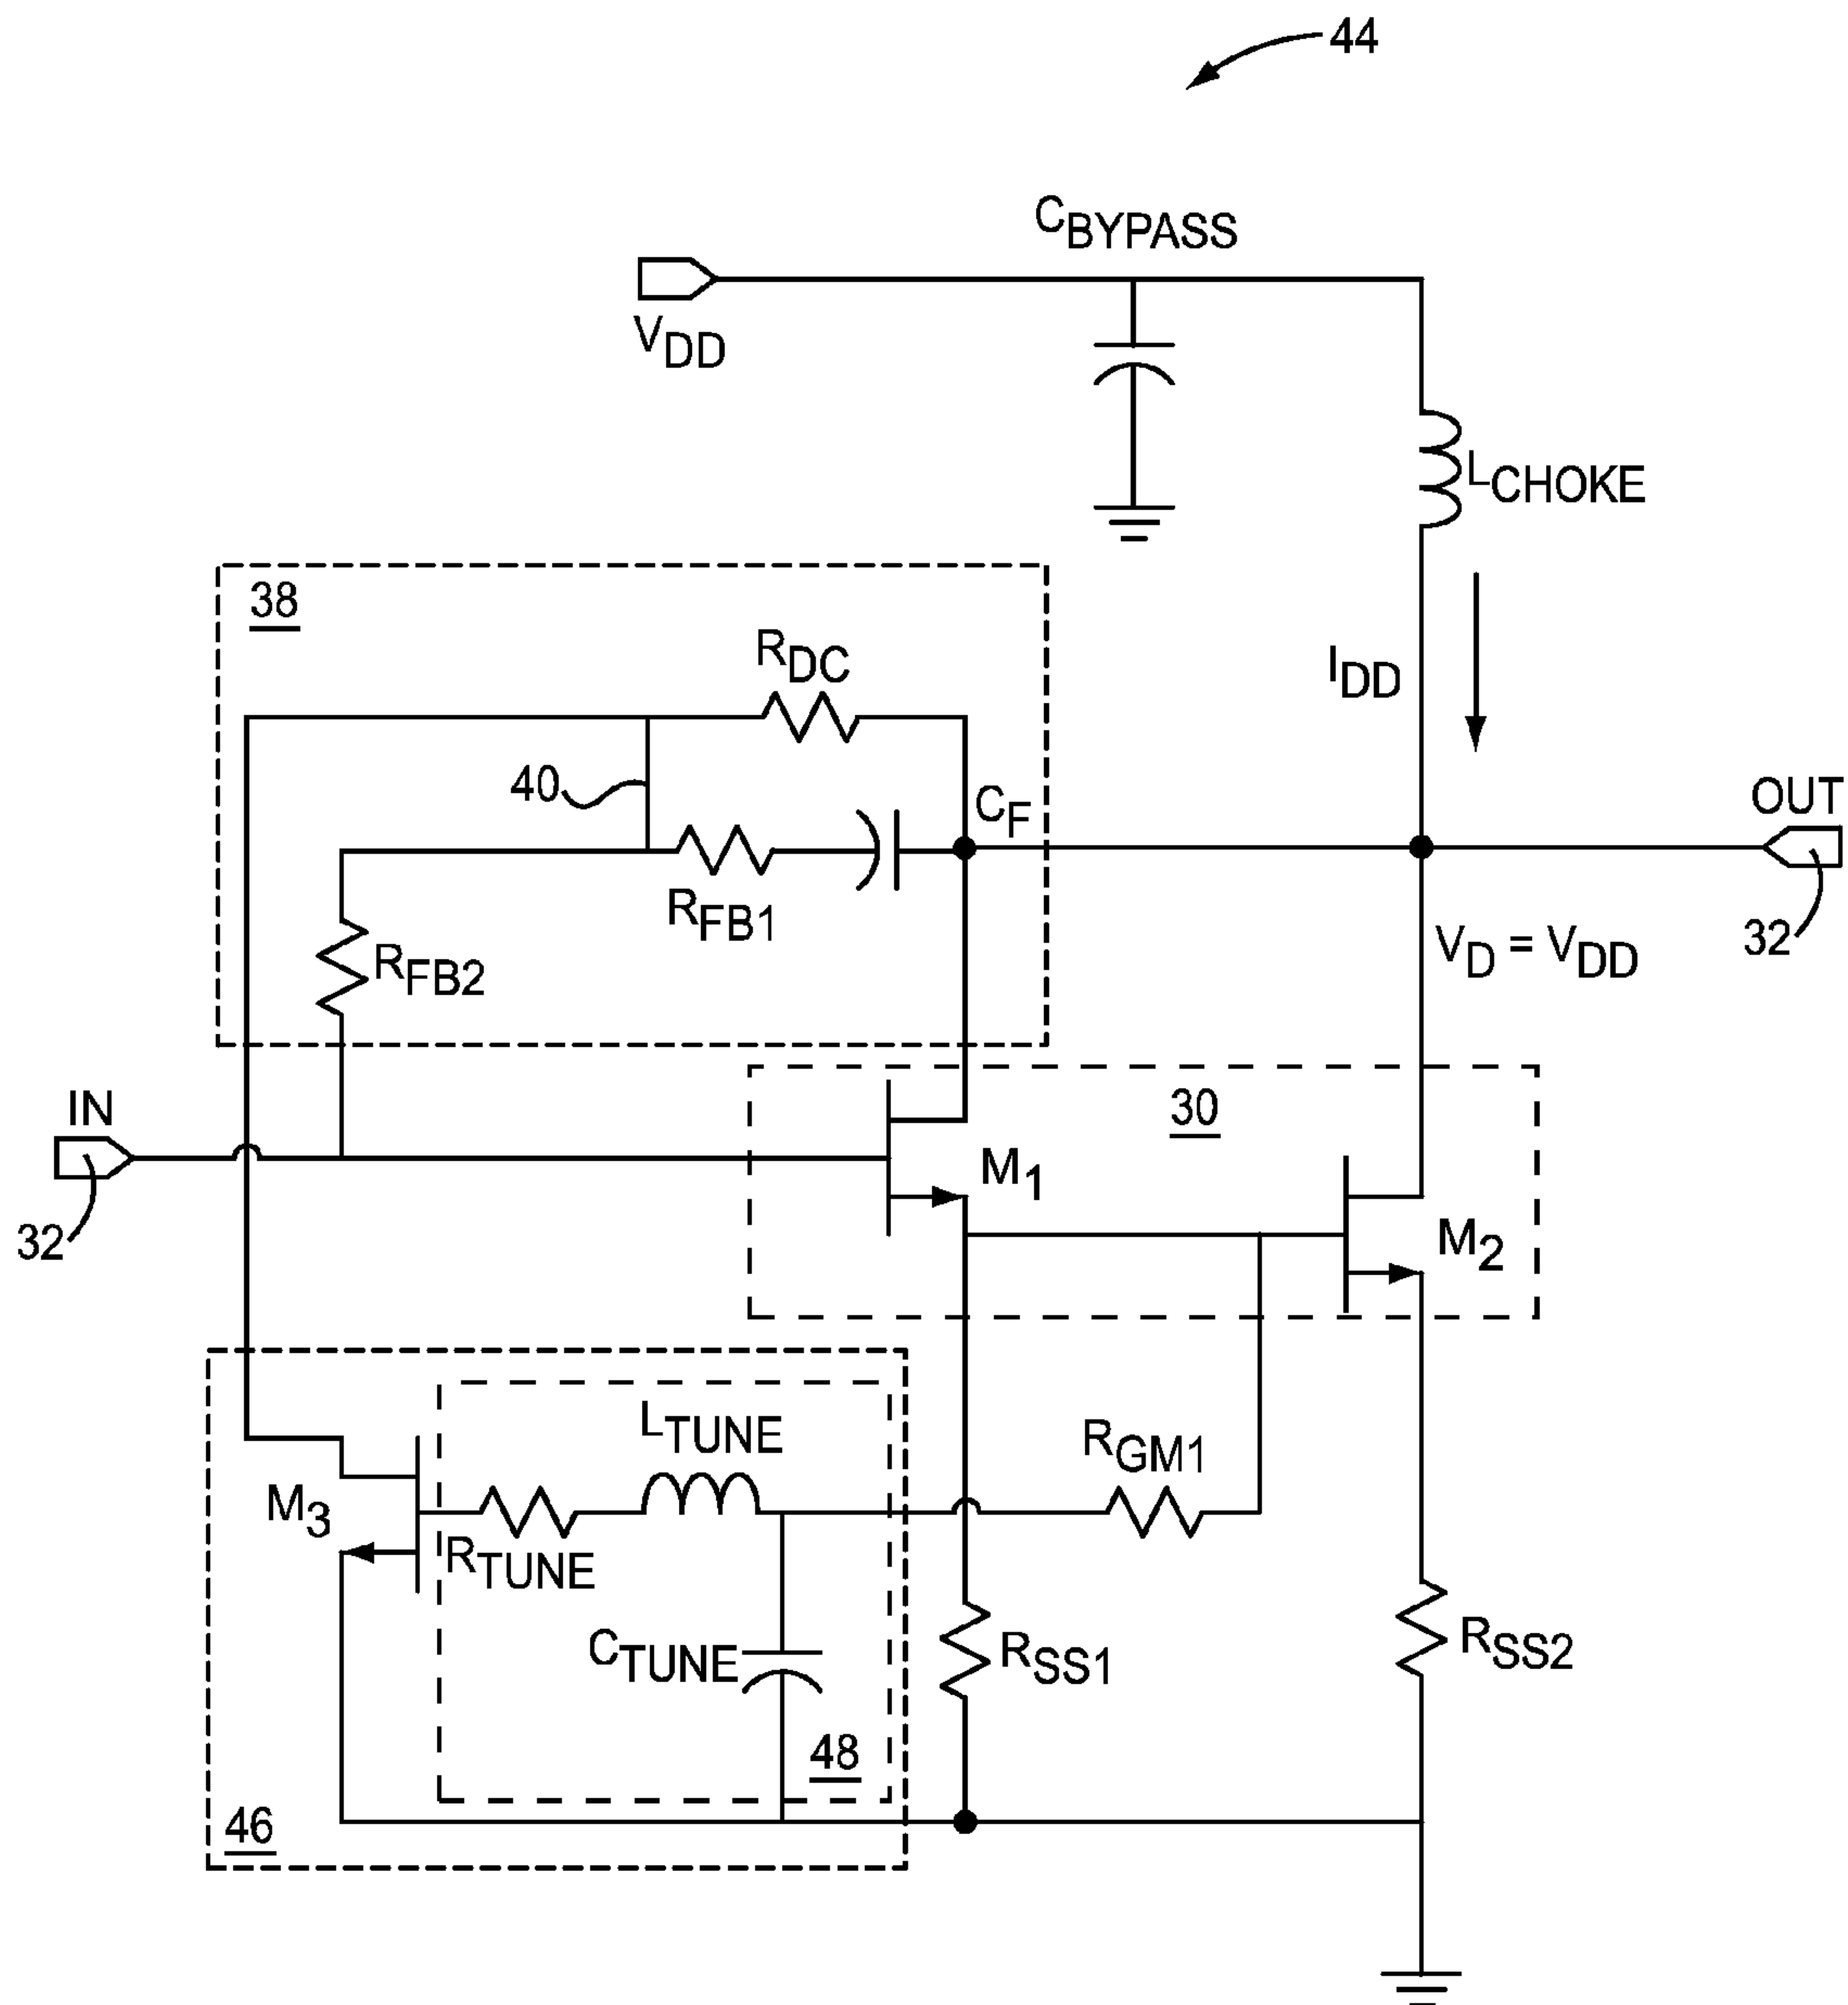 44
CBYPASS
VDD
LCHOKE
38
RDC
IDD
40
CF
OUT
RFB1
RFB2
VD = VDD
32
IN
30
M1
32
M2
LTUNE
RGM1
M3
RTUNE
CTUNE
RSS1
RSS2
48
46